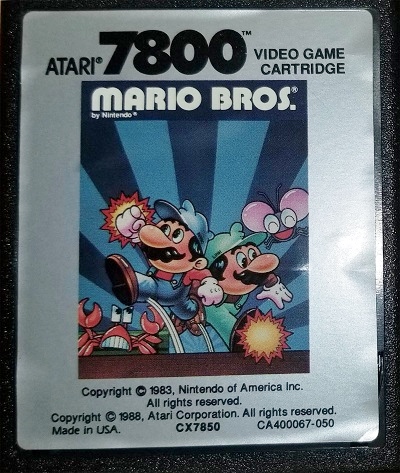 ATARI® 7800™ VIDEO GAME
CARTRIDGE
MARIO BROS.®
by Nintendo®
Copyright © 1983, Nintendo of America Inc.
All rights reserved.
Copyright © 1988, Atari Corporation. All rights reserved.
Made in USA. CX7850 CA400067-050